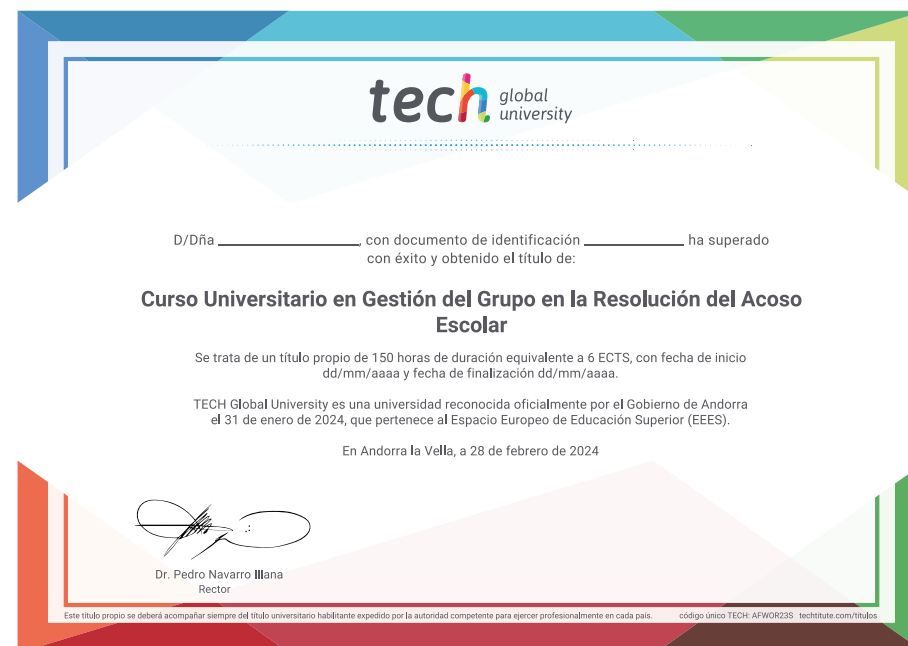 tech global university
D/Dña ____________________, con documento de identificación ______________ ha superado
con éxito y obtenido el título de:
Curso Universitario en Gestión del Grupo en la Resolución del Acoso
Escolar
Se trata de un título propio de 150 horas de duración equivalente a 6 ECTS, con fecha de inicio
dd/mm/aaaa y fecha de finalización dd/mm/aaaa.
TECH Global University es una universidad reconocida oficialmente por el Gobierno de Andorra
el 31 de enero de 2024, que pertenece al Espacio Europeo de Educación Superior (EEES).
En Andorra la Vella, a 28 de febrero de 2024
Dr. Pedro Navarro Illana
Rector
Este título propio se deberá acompañar siempre del título universitario habilitante expedido por la autoridad competente para ejercer profesionalmente en cada país. código único TECH: AFWOR23S techtitute.com/titulos